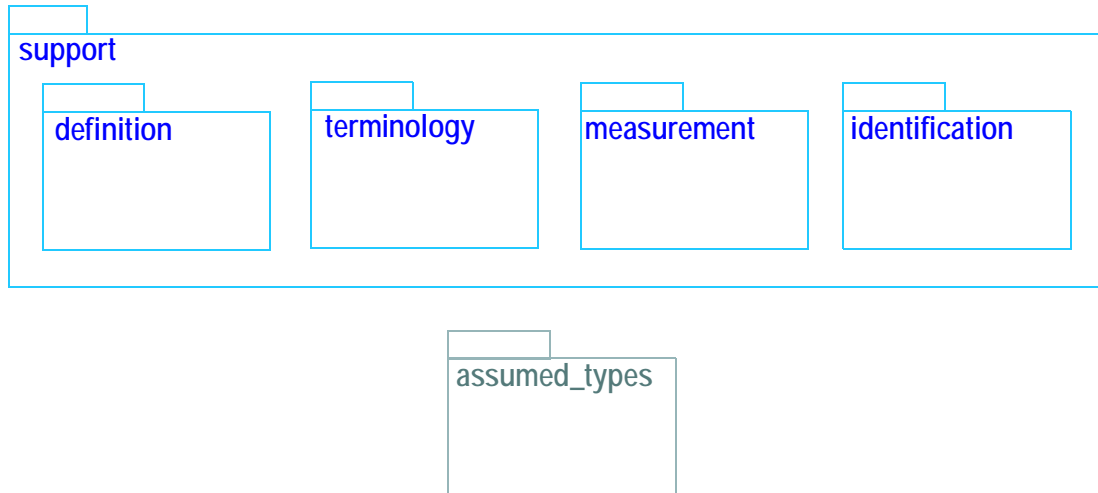 support
definition
terminology
measurement
identification
assumed_types